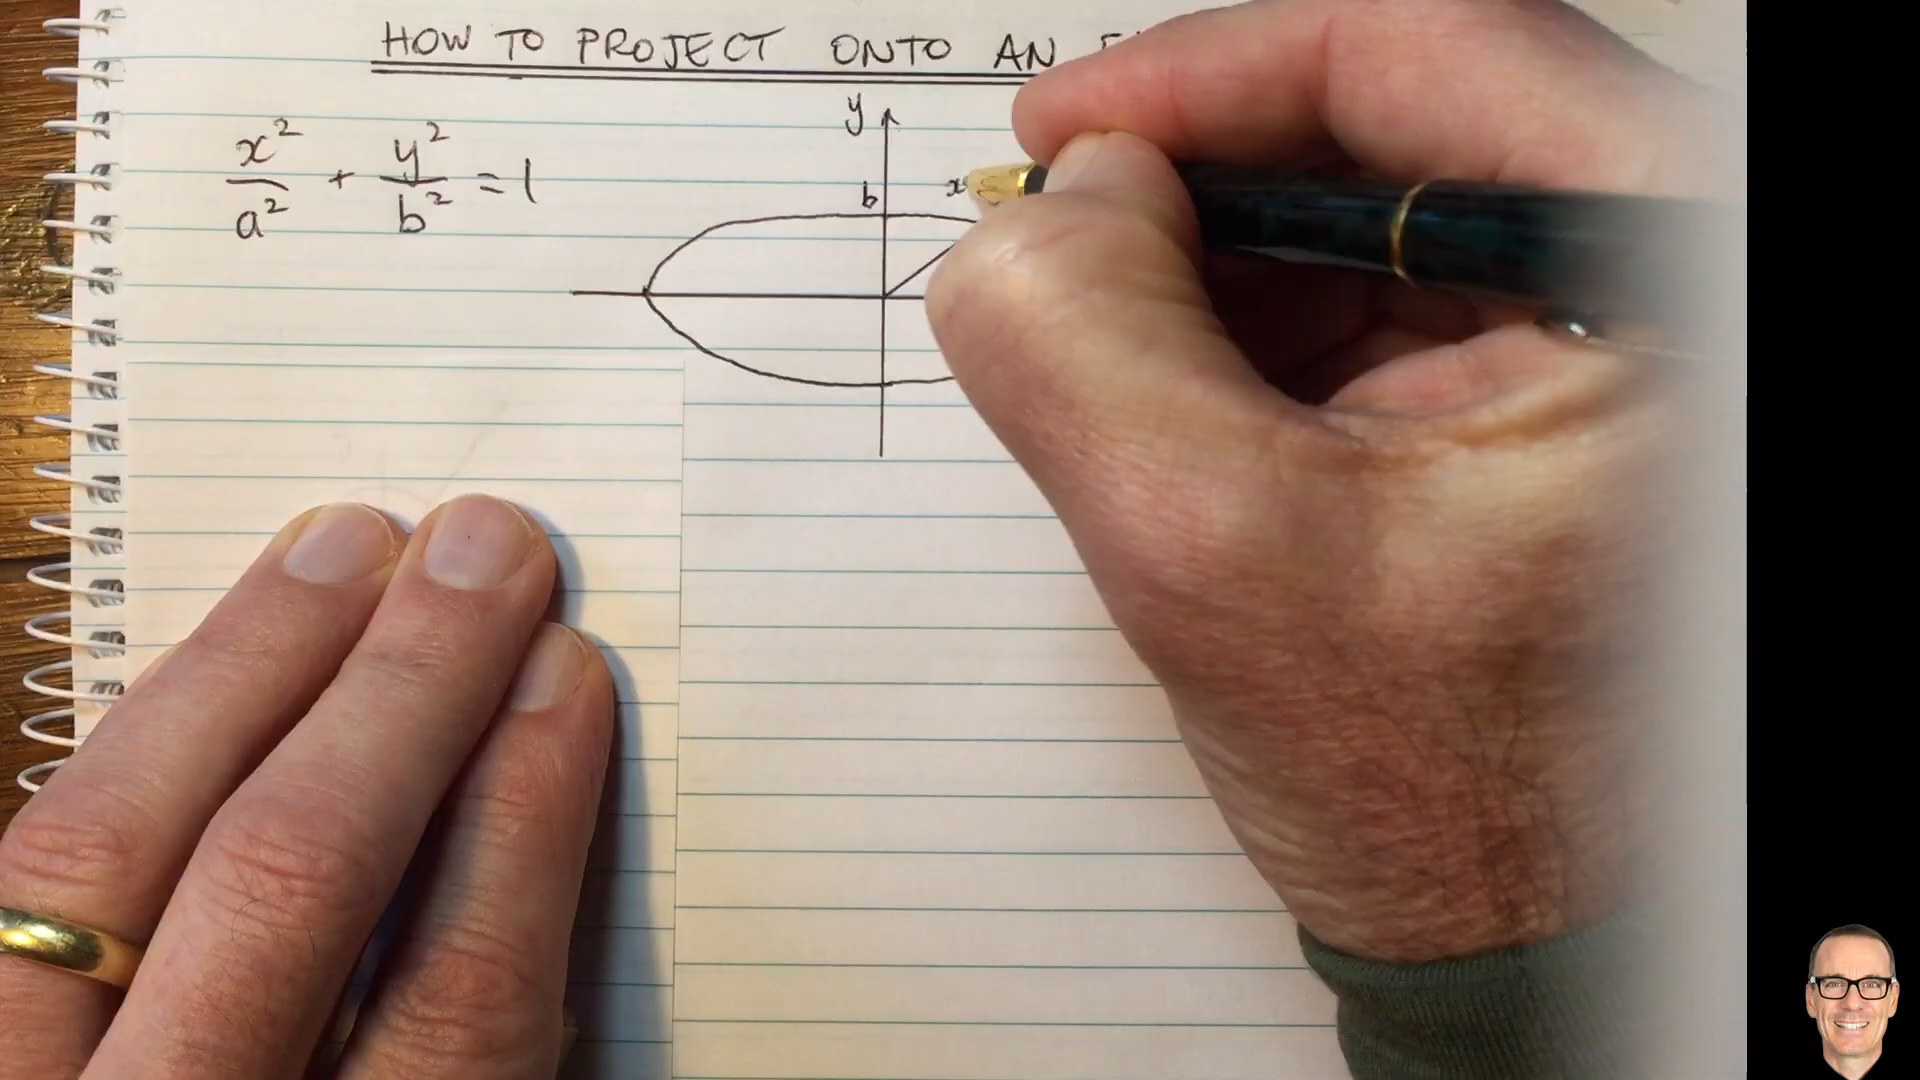 HOW TO PROJECT ONTO AN
x²/a² + y²/b² = 1
y
b
x